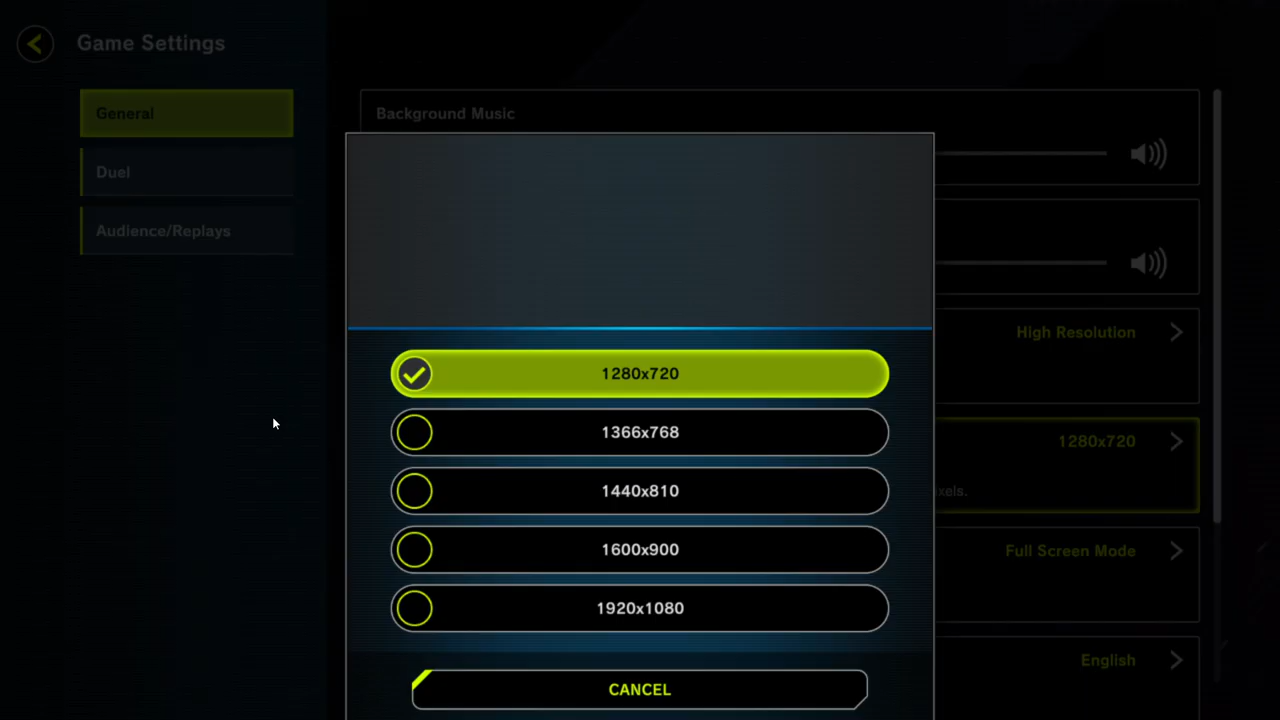 Game Settings
General
Duel
Audience/Replays
Background Music
High Resolution
1280x720
xels.
Full Screen Mode
English
1280x720
1366x768
1440x810
1600x900
1920x1080
CANCEL